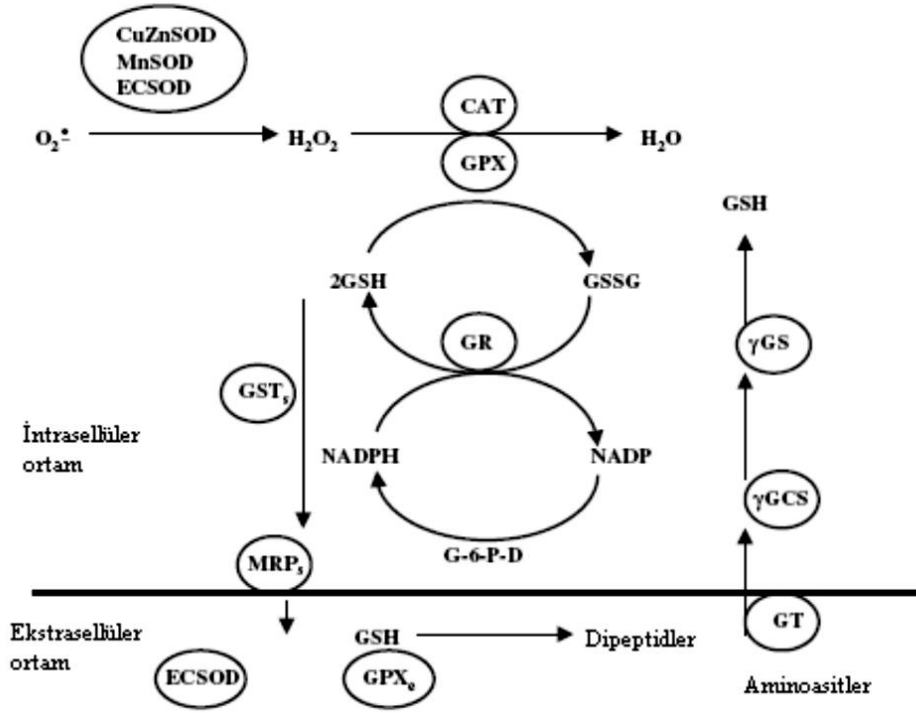 CuZnSOD
MnSOD
ECSOD
CAT
O₂•̲ H₂O₂ H₂O
GPX
GSH
2GSH GSSG
GR
γGS
GSTₛ
İntrasellüler
ortam
NADPH NADP
γGCS
G-6-P-D
MRPₛ
Ekstrasellüler
ortam
GSH Dipeptidler
GT
ECSOD GPXₑ
Aminoasitler